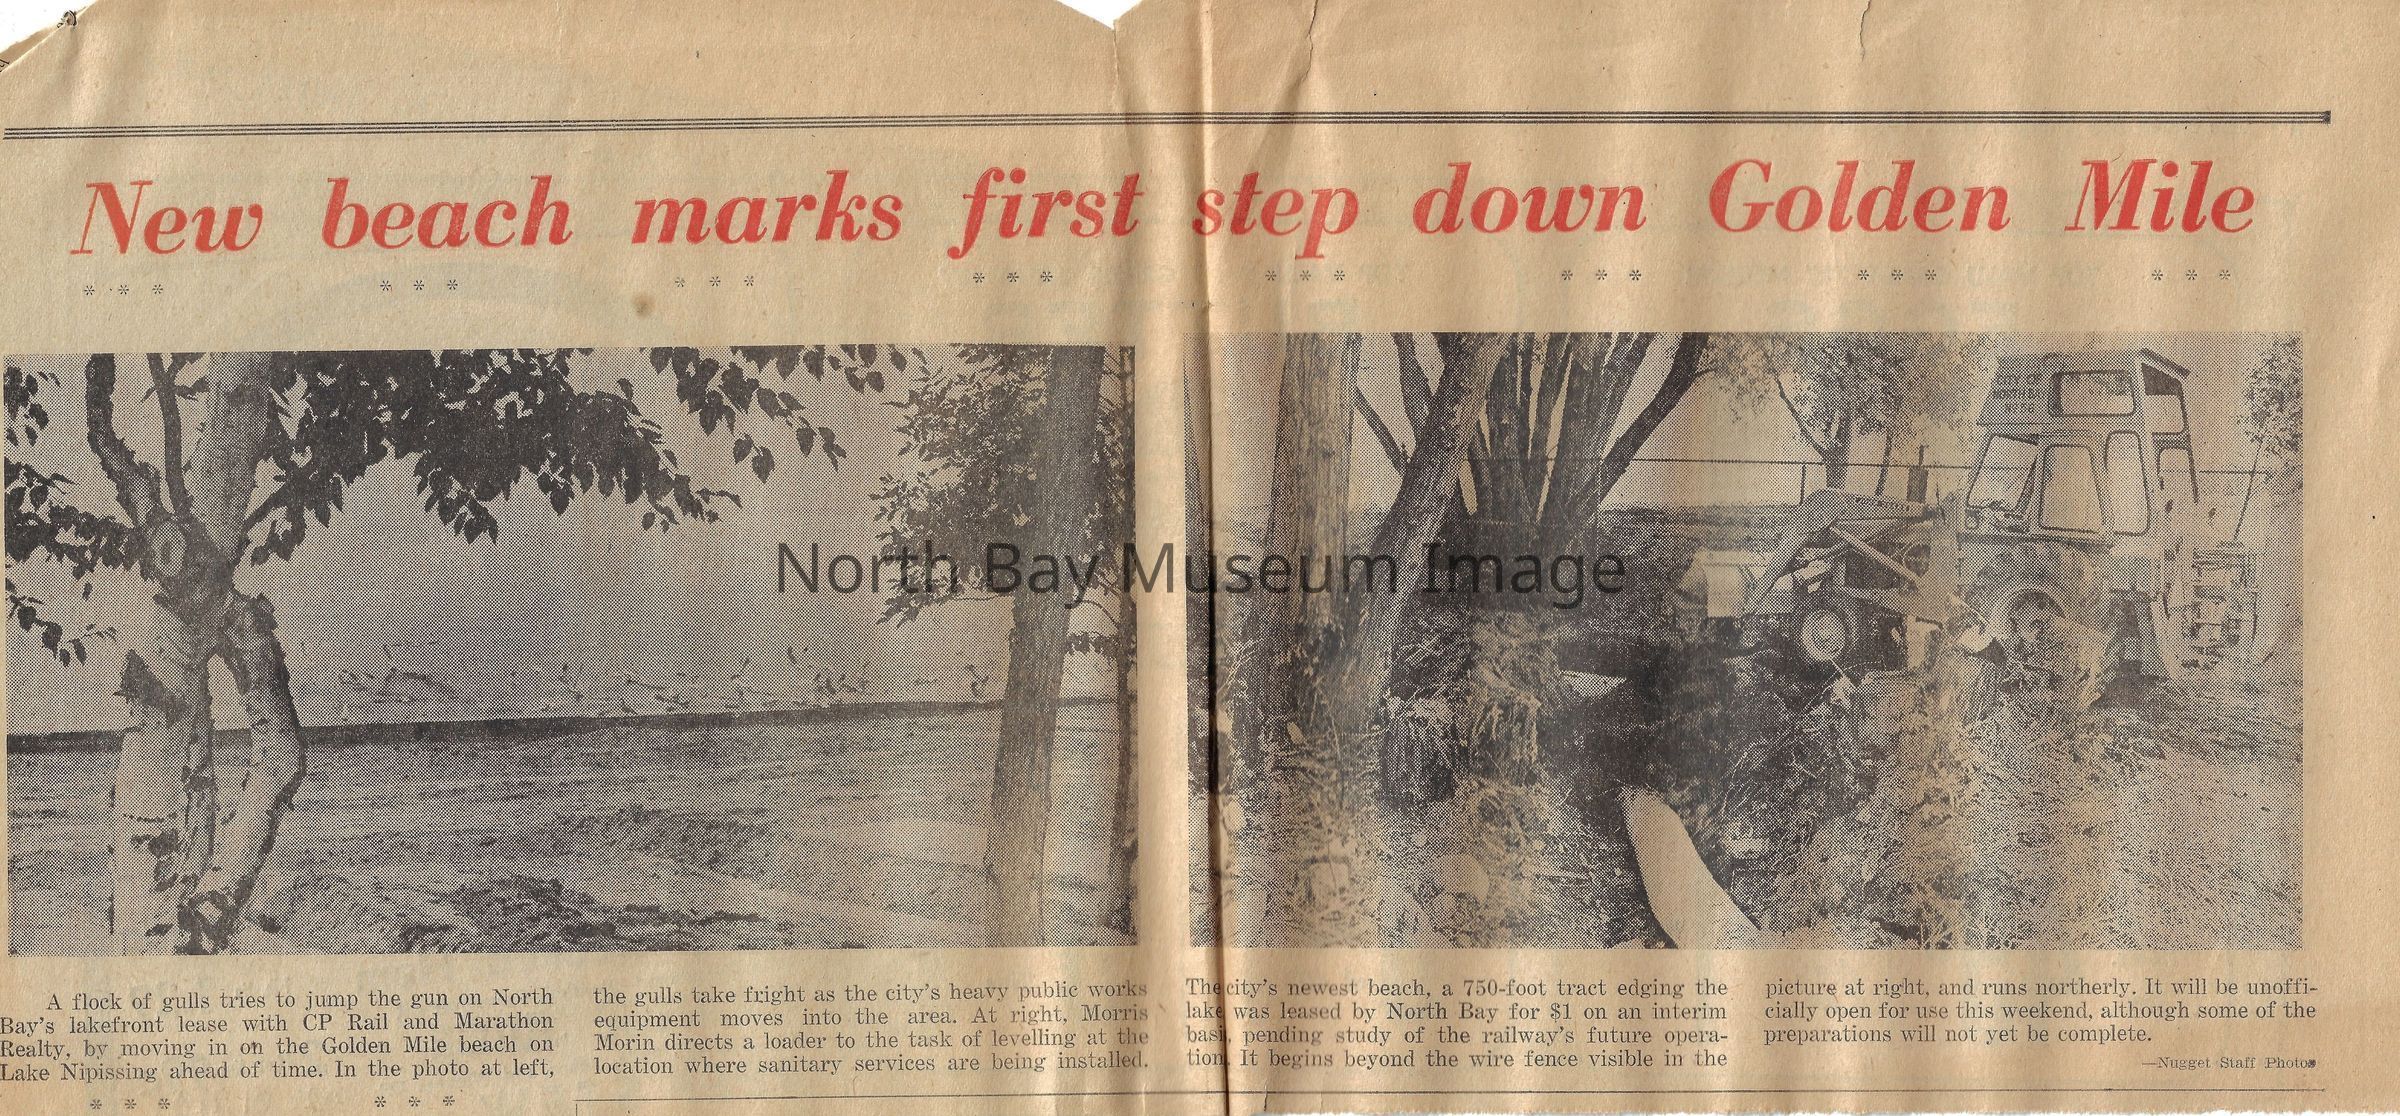 New beach marks first step down Golden Mile
* * * * * * * * * * * * * * * * * * * * * * * *
CITY OF
North Bay Museum Image
A flock of gulls tries to jump the gun on North
Bay's lakefront lease with CP Rail and Marathon
Realty, by moving in on the Golden Mile beach on
Lake Nipissing ahead of time. In the photo at left,
* * * * * *
the gulls take fright as the city's heavy public works
equipment moves into the area. At right, Morris
Morin directs a loader to the task of levelling at the
location where sanitary services are being installed.
The city's newest beach, a 750-foot tract edging the
lake was leased by North Bay for $1 on an interim
basis pending study of the railway's future opera-
tion. It begins beyond the wire fence visible in the
picture at right, and runs northerly. It will be unoffi-
cially open for use this weekend, although some of the
preparations will not yet be complete.
—Nugget Staff Photos